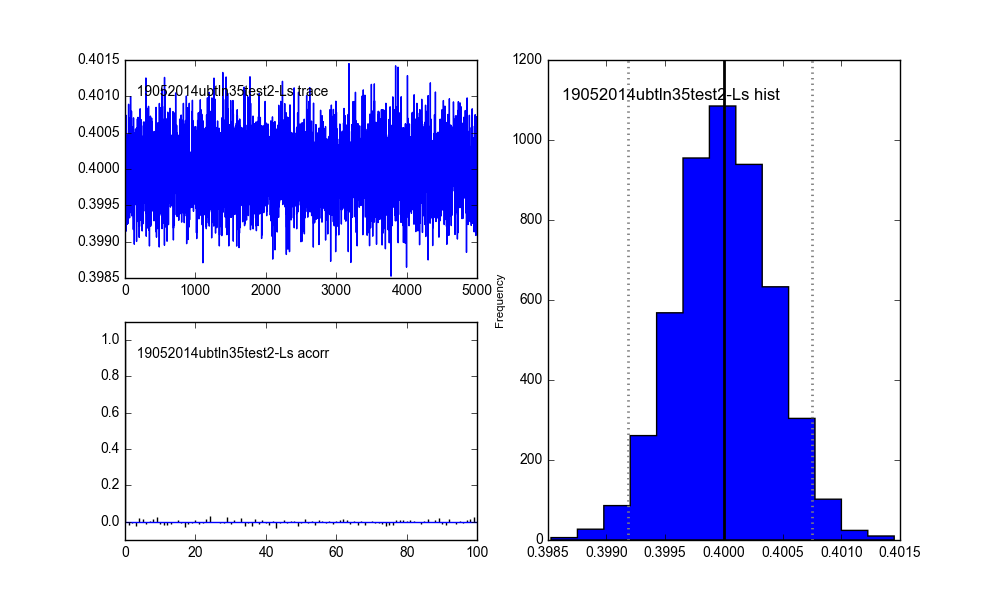 0.4015
0.4010
0.4005
0.4000
0.3995
0.3990
0.3985
19052014ubtln35test2-Ls trace
0 1000 2000 3000 4000 5000
1.0
0.8
0.6
0.4
0.2
0.0
19052014ubtln35test2-Ls acorr
0 20 40 60 80 100
Frequency
1200
1000
800
600
400
200
0
19052014ubtln35test2-Ls hist
0.3985 0.3990 0.3995 0.4000 0.4005 0.4010 0.4015